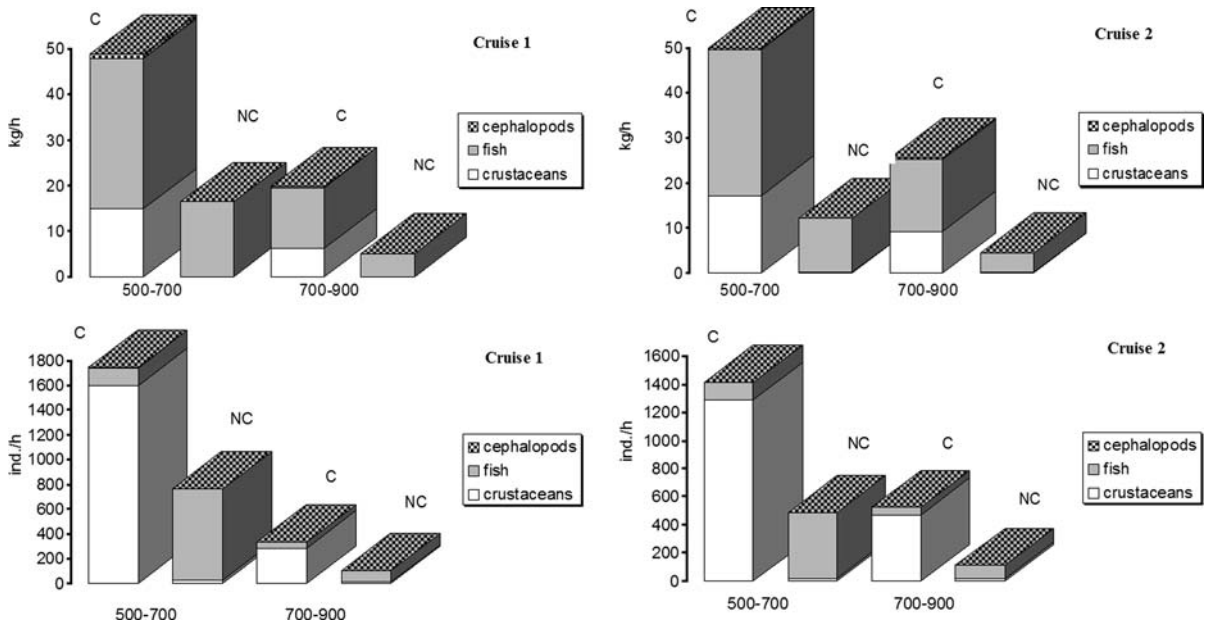 C
Cruise 1
50
40
30
20
10
0
kg/h
NC
C
NC
cephalopods
fish
crustaceans
500-700
700-900
C
Cruise 2
50
40
30
20
10
0
kg/h
NC
C
NC
cephalopods
fish
crustaceans
500-700
700-900
C
Cruise 1
1800
1600
1400
1200
1000
800
600
400
200
0
ind./h
NC
C
NC
cephalopods
fish
crustaceans
500-700
700-900
C
Cruise 2
1600
1400
1200
1000
800
600
400
200
0
ind./h
NC
C
NC
cephalopods
fish
crustaceans
500-700
700-900